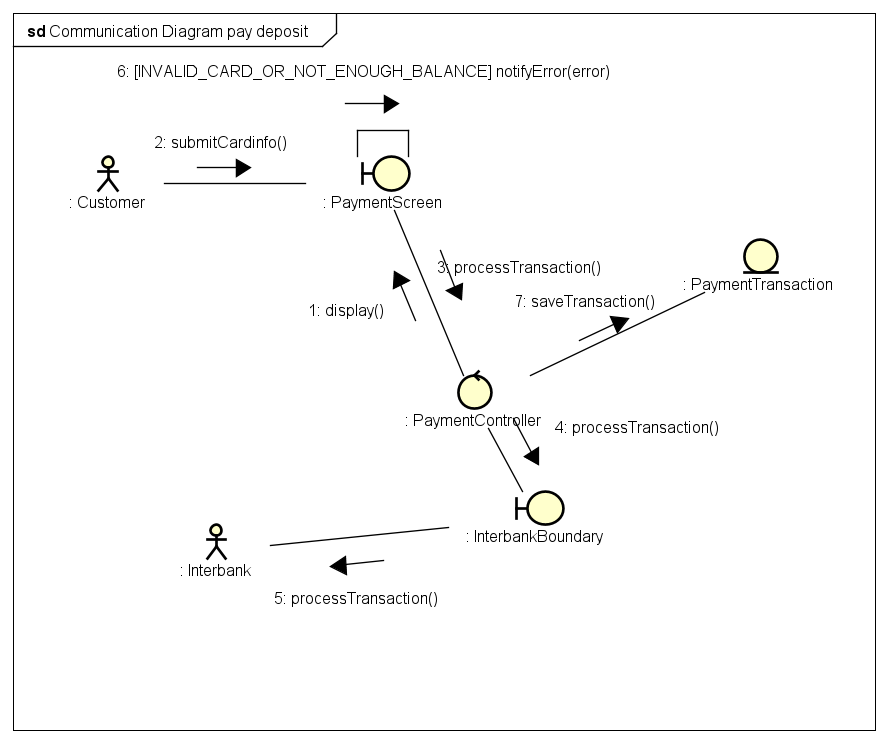 sd Communication Diagram pay deposit
6: [INVALID_CARD_OR_NOT_ENOUGH_BALANCE] notifyError(error)
2: submitCardinfo()
: Customer
: PaymentScreen
3: processTransaction()
: PaymentTransaction
7: saveTransaction()
1: display()
: PaymentController
4: processTransaction()
: InterbankBoundary
: Interbank
5: processTransaction()